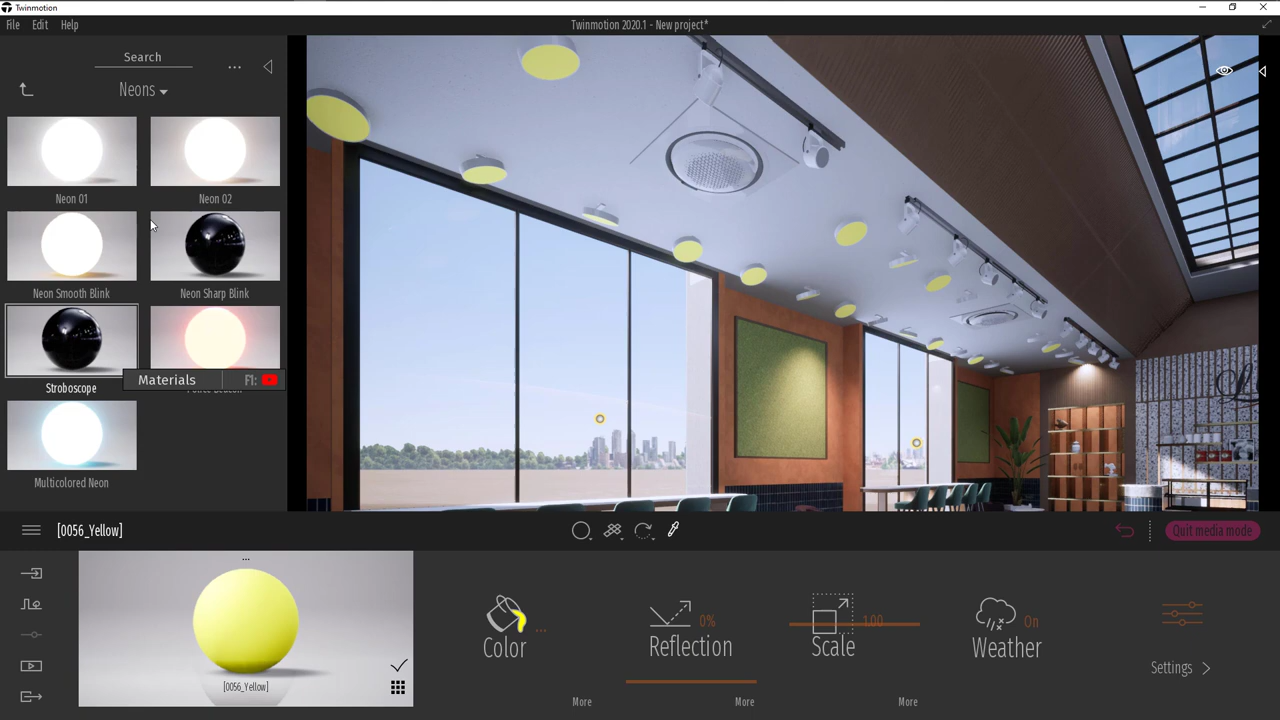 Twinmotion
File Edit Help
Twinmotion 2020.1 - New project*
Search
...
Neons
Neon 01
Neon 02
Neon Smooth Blink
Neon Sharp Blink
Materials
F1:
Stroboscope
Multicolored Neon
[0056_Yellow]
Quit media mode
...
[0056_Yellow]
Color
...
More
Reflection
0%
More
Scale
1.00
More
Weather
On
Settings